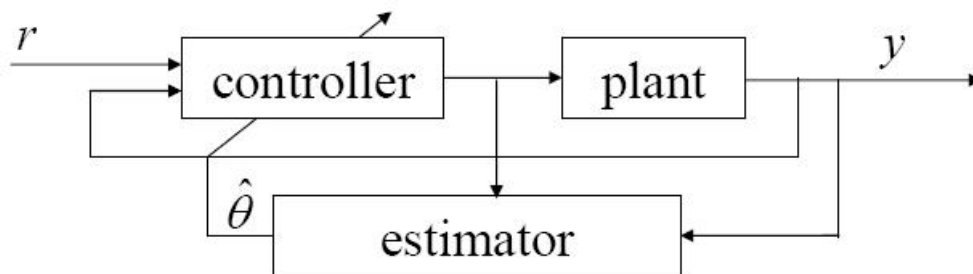 r
controller
plant
y
θ̂
estimator